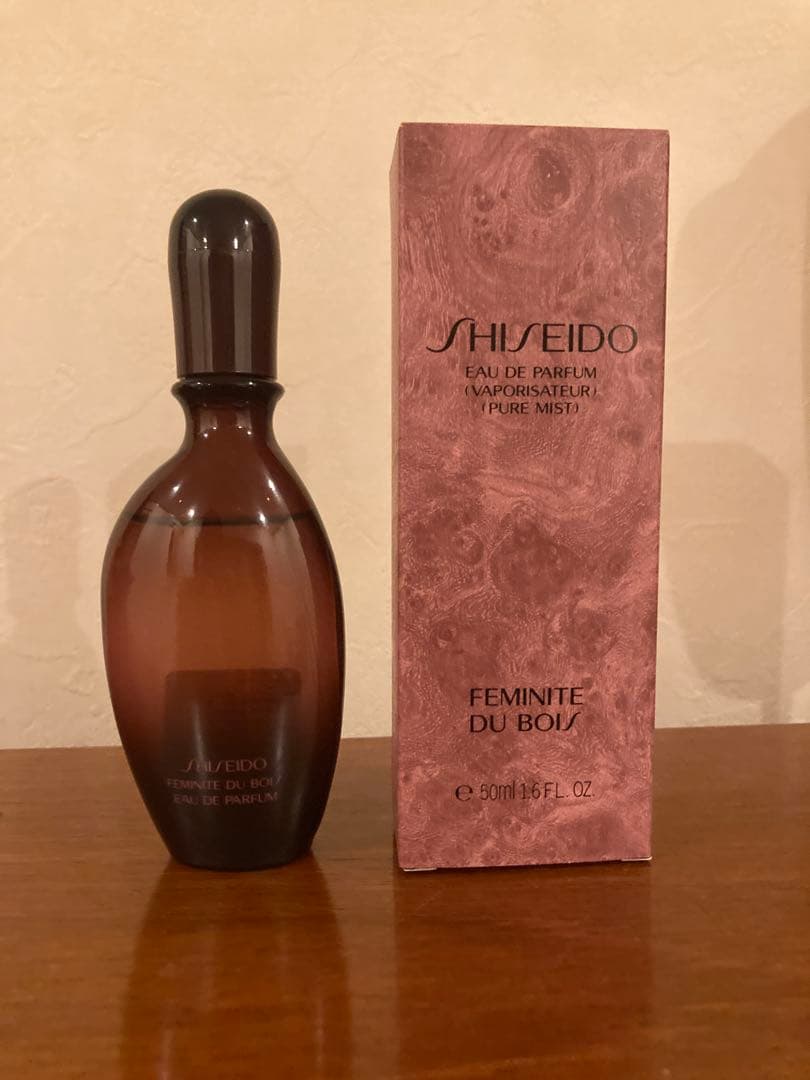 SHISEIDO
EAU DE PARFUM
(VAPORISATEUR)
(PURE MIST)
FEMINITE
DU BOIS
e 50ml 1.6 FL. OZ.
SHISEIDO
FEMINITE DU BOIS
EAU DE PARFUM